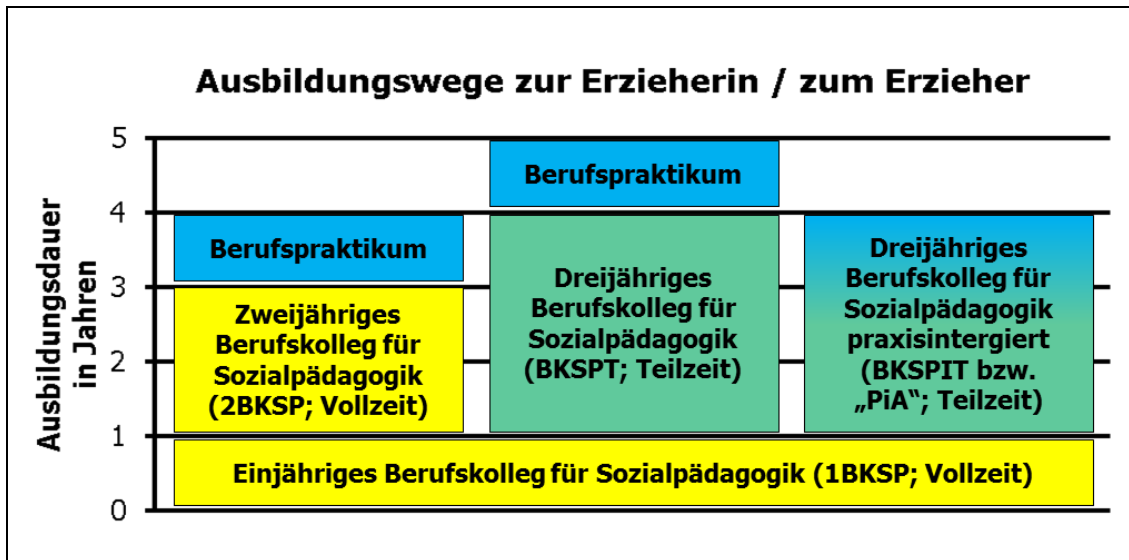 Ausbildungswege zur Erzieherin / zum Erzieher
Ausbildungsdauer
in Jahren
5
4
3
2
1
0
Berufspraktikum
Zweijähriges
Berufskolleg für
Sozialpädagogik
(2BKSP; Vollzeit)
Berufspraktikum
Dreijähriges
Berufskolleg für
Sozialpädagogik
(BKSPT; Teilzeit)
Dreijähriges
Berufskolleg für
Sozialpädagogik
praxisintergiert
(BKSPIT bzw.
„PiA“; Teilzeit)
Einjähriges Berufskolleg für Sozialpädagogik (1BKSP; Vollzeit)